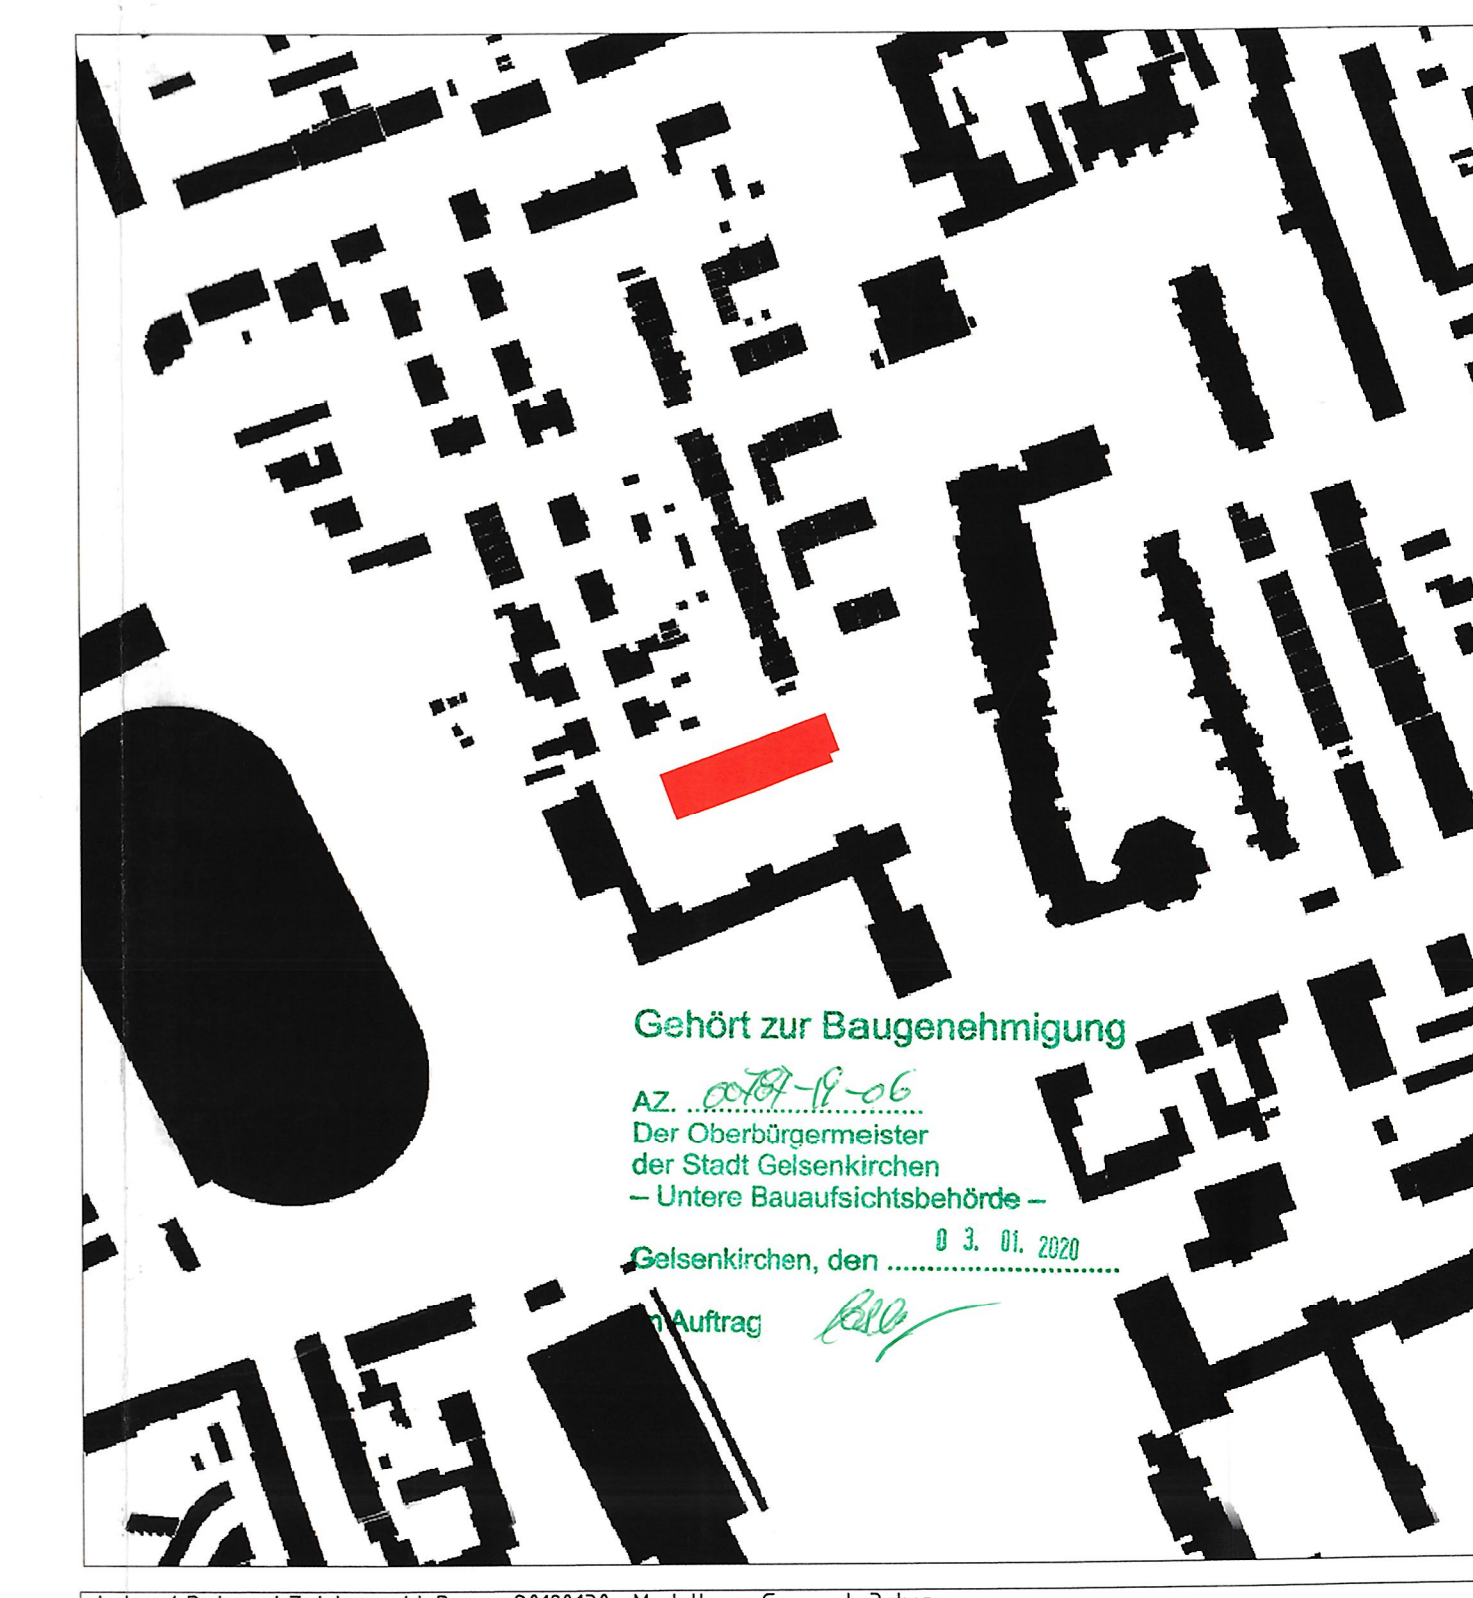 Gehört zur Baugenehmigung
AZ. 00787-19-06
Der Oberbürgermeister
der Stadt Gelsenkirchen
– Untere Bauaufsichtsbehörde –
Gelsenkirchen, den 03. 01. 2020
m Auftrag